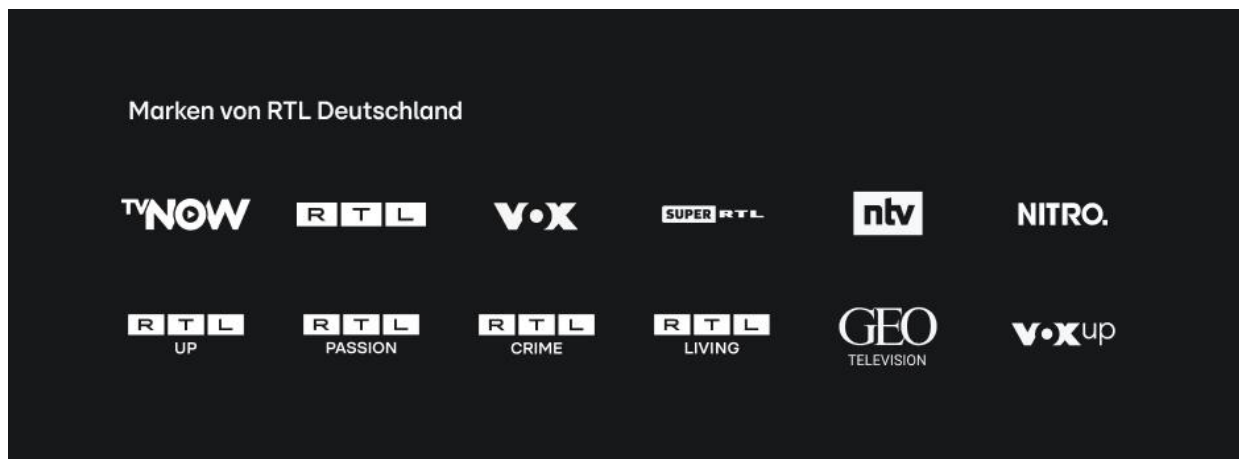 Marken von RTL Deutschland
TVNOW
RTL
VOX
SUPER RTL
ntv
NITRO.
RTL
UP
RTL
PASSION
RTL
CRIME
RTL
LIVING
GEO
TELEVISION
VOXup